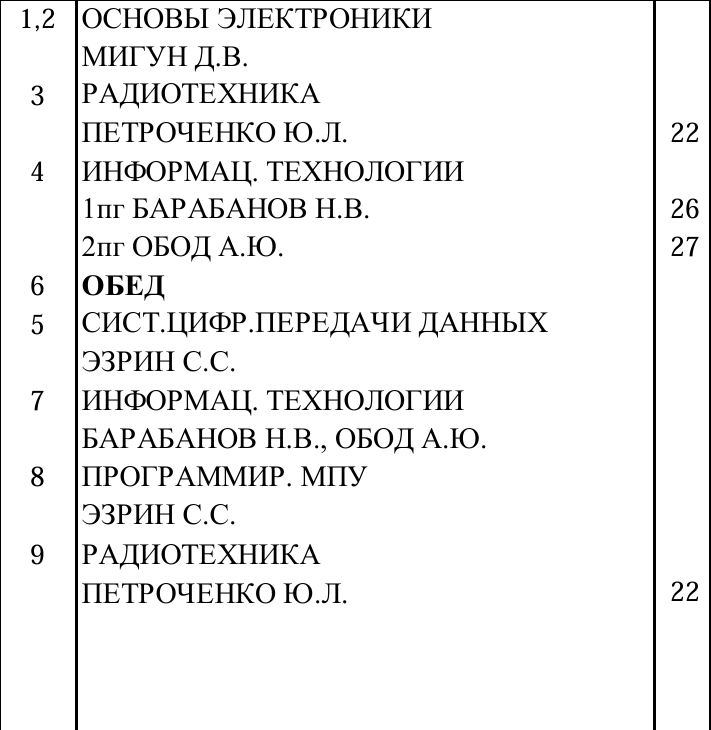 1,2 ОСНОВЫ ЭЛЕКТРОНИКИ
МИГУН Д.В.
3 РАДИОТЕХНИКА
ПЕТРОЧЕНКО Ю.Л. 22
4 ИНФОРМАЦ. ТЕХНОЛОГИИ
1пг БАРАБАНОВ Н.В. 26
2пг ОБОД А.Ю. 27
6 ОБЕД
5 СИСТ.ЦИФР.ПЕРЕДАЧИ ДАННЫХ
ЭЗРИН С.С.
7 ИНФОРМАЦ. ТЕХНОЛОГИИ
БАРАБАНОВ Н.В., ОБОД А.Ю.
8 ПРОГРАММИР. МПУ
ЭЗРИН С.С.
9 РАДИОТЕХНИКА
ПЕТРОЧЕНКО Ю.Л. 22